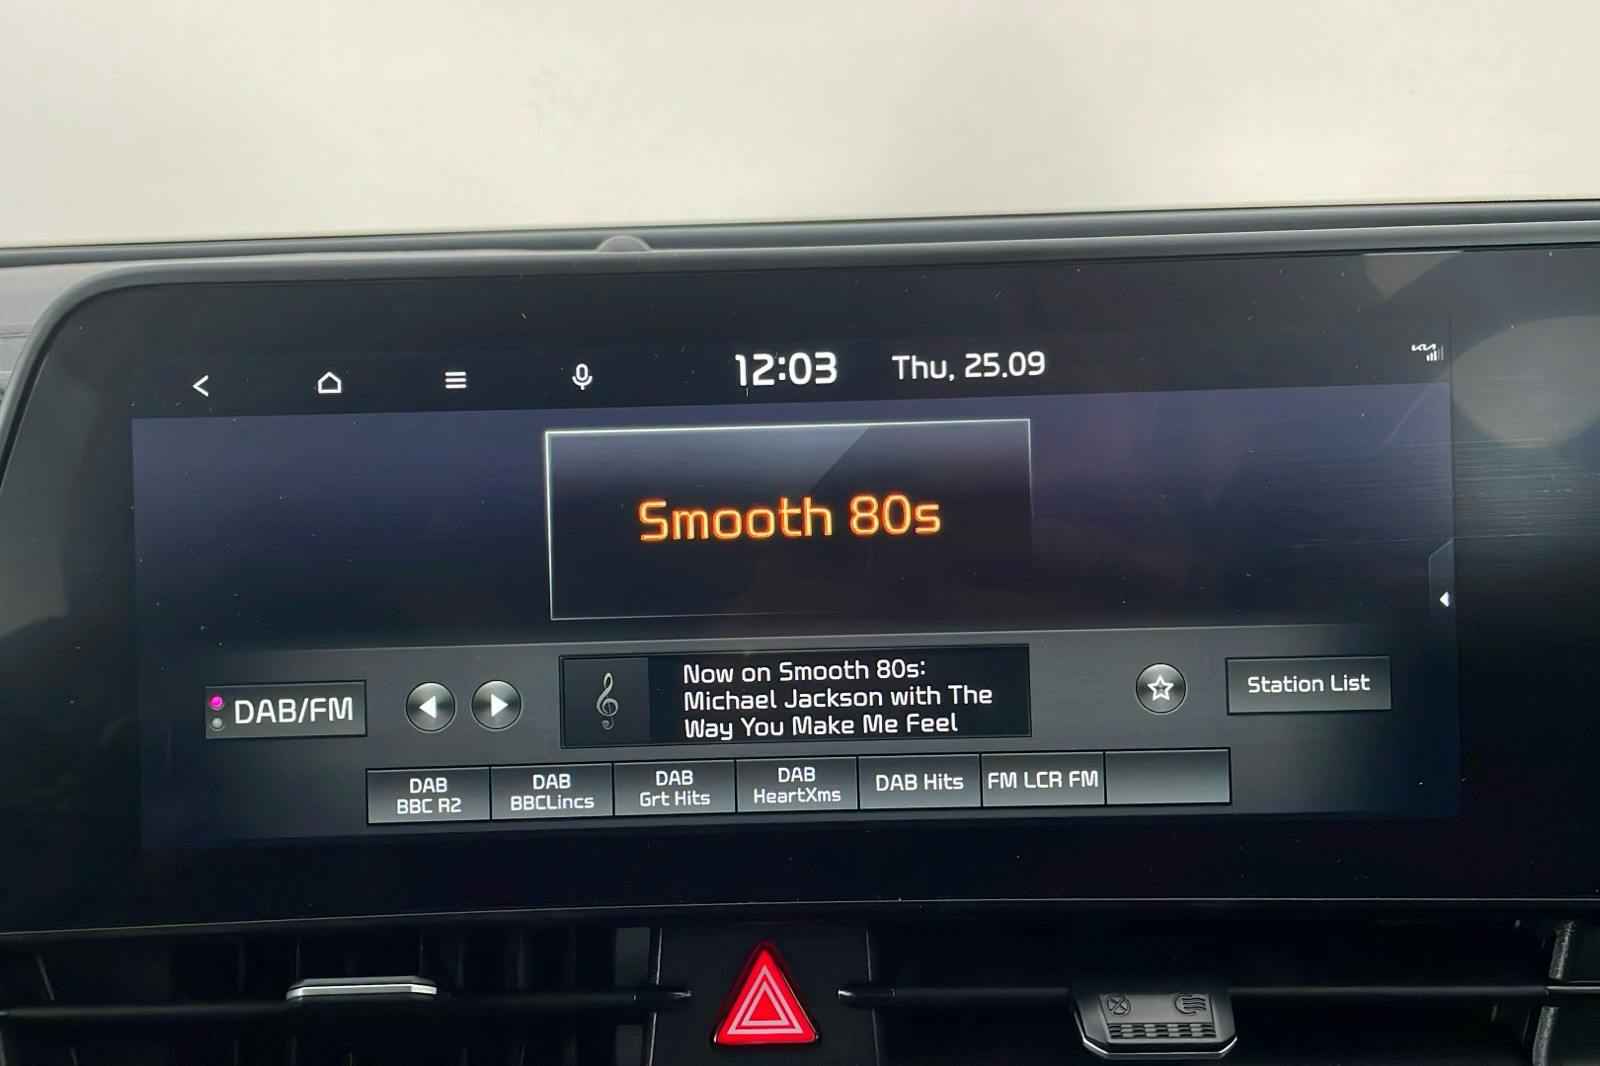 12:03 Thu, 25.09
KIA
Smooth 80s
DAB/FM
Now on Smooth 80s:
Michael Jackson with The
Way You Make Me Feel
Station List
DAB
BBC R2
DAB
BBCLincs
DAB
Grt Hits
DAB
HeartXms
DAB Hits
FM LCR FM